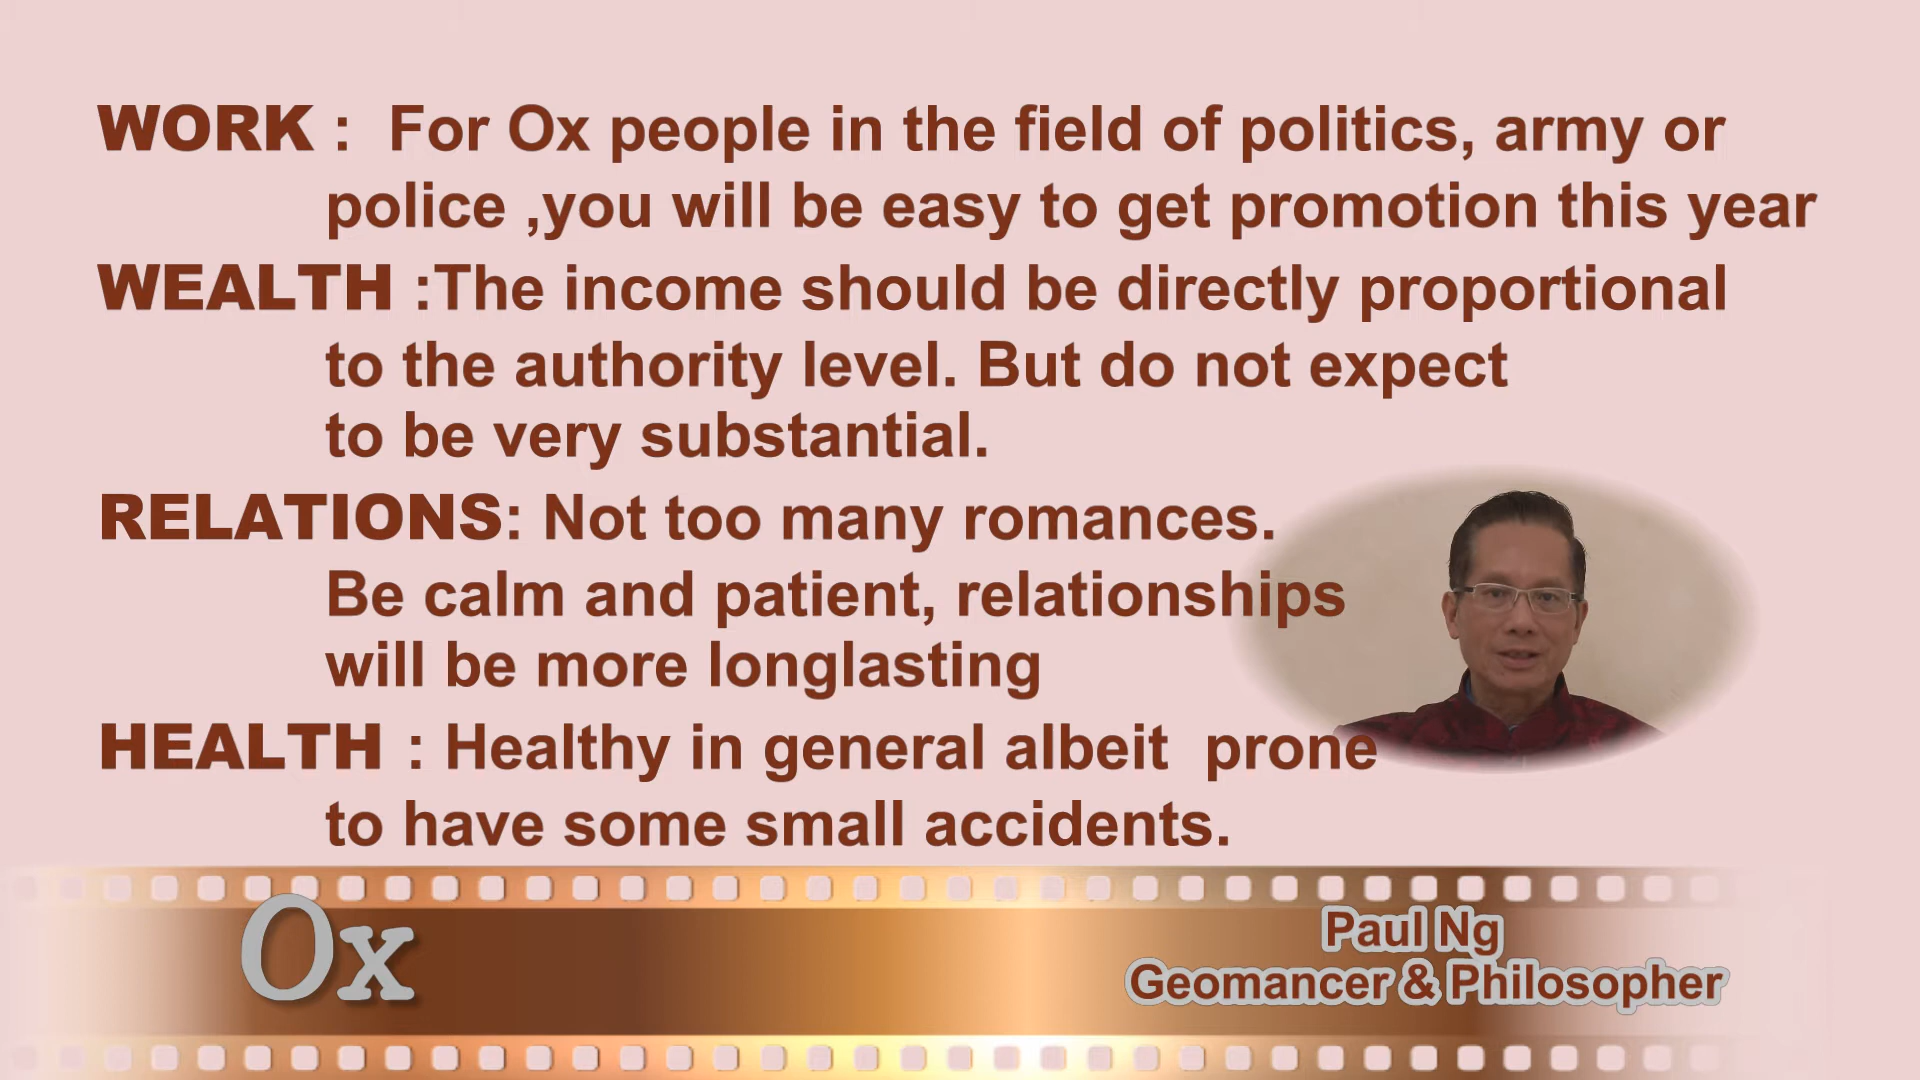 WORK :  For Ox people in the field of politics, army or
police ,you will be easy to get promotion this year
WEALTH :The income should be directly proportional
to the authority level. But do not expect
to be very substantial.
RELATIONS: Not too many romances.
Be calm and patient, relationships
will be more longlasting
HEALTH : Healthy in general albeit  prone
to have some small accidents.
Ox
Paul Ng
Geomancer & Philosopher